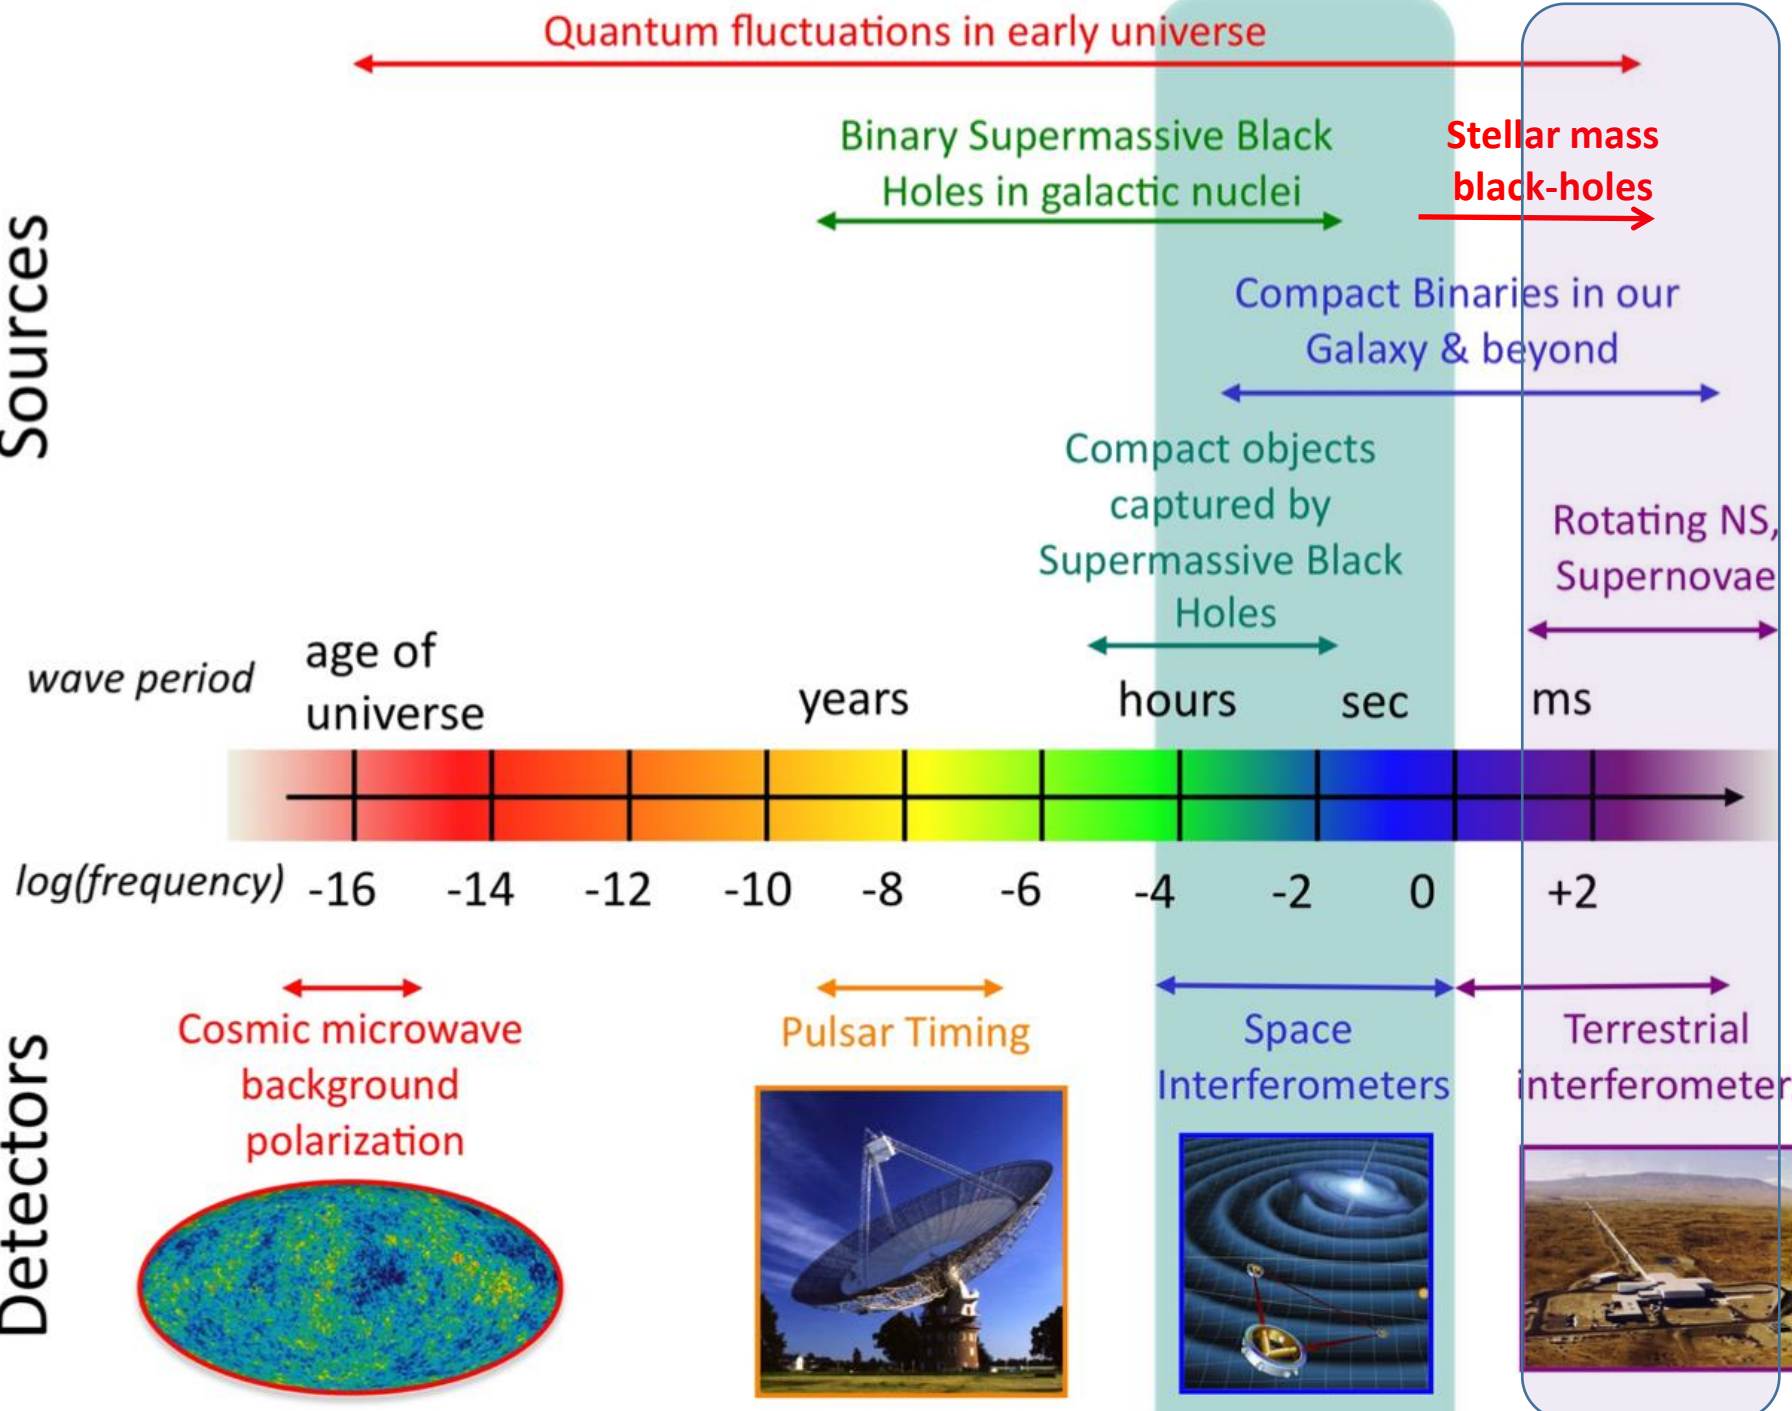 Quantum fluctuations in early universe
Binary Supermassive Black
Holes in galactic nuclei
Stellar mass
black-holes
Compact Binaries in our
Galaxy & beyond
Compact objects
captured by
Supermassive Black
Holes
Rotating NS,
Supernovae
Sources
wave period
age of
universe
years
hours
sec
ms
log(frequency)
-16
-14
-12
-10
-8
-6
-4
-2
0
+2
Detectors
Cosmic microwave
background
polarization
Pulsar Timing
Space
Interferometers
Terrestrial
interferometer